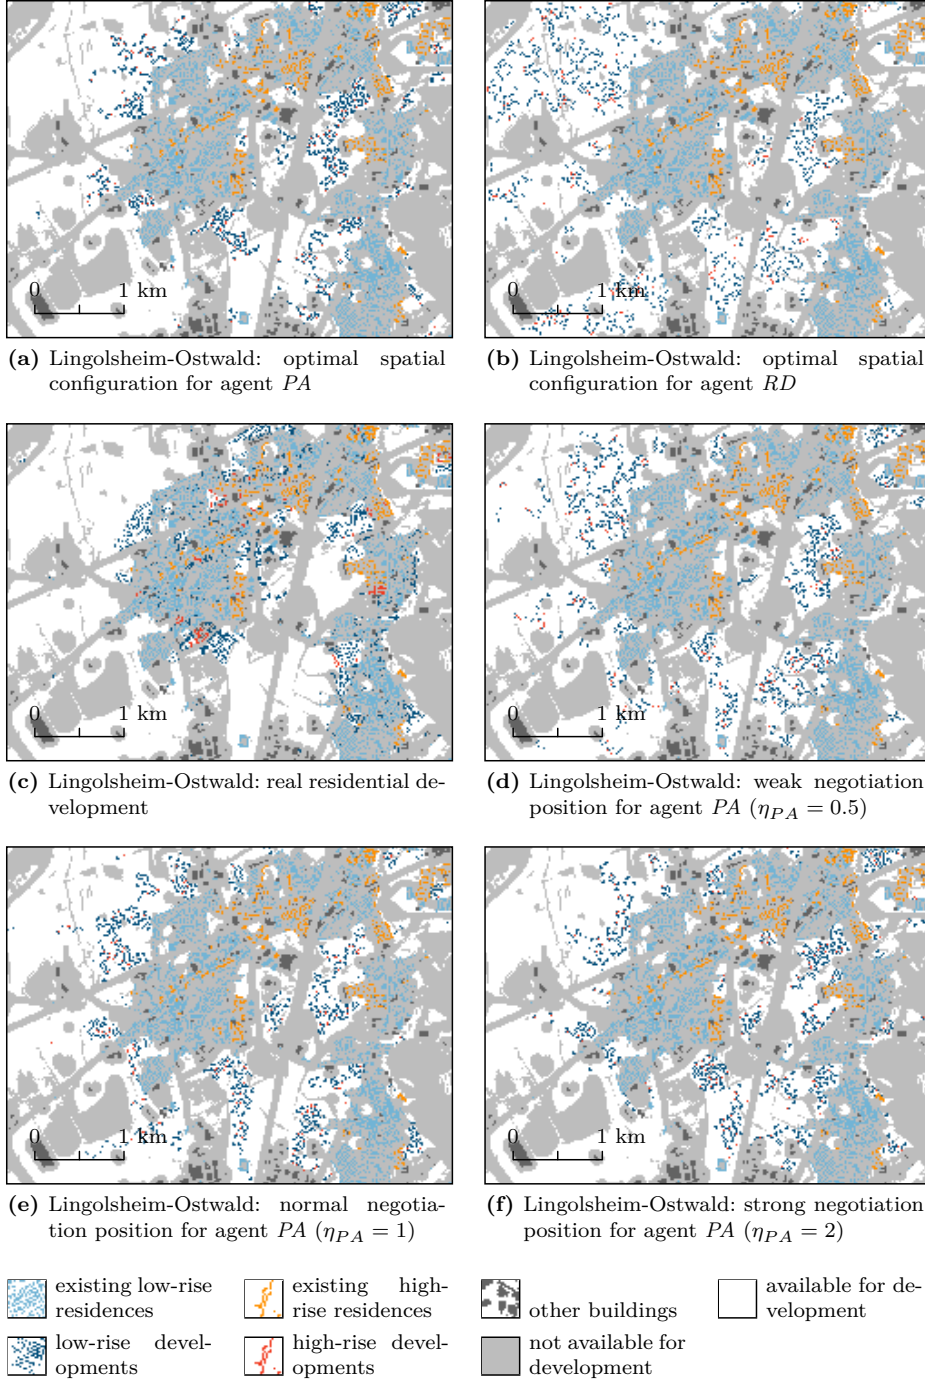 0 1 km
0 1 km
(a) Lingolsheim-Ostwald: optimal spatial
configuration for agent PA
(b) Lingolsheim-Ostwald: optimal spatial
configuration for agent RD
0 1 km
0 1 km
(c) Lingolsheim-Ostwald: real residential de-
velopment
(d) Lingolsheim-Ostwald: weak negotiation
position for agent PA (η_PA = 0.5)
0 1 km
0 1 km
(e) Lingolsheim-Ostwald: normal negotia-
tion position for agent PA (η_PA = 1)
(f) Lingolsheim-Ostwald: strong negotiation
position for agent PA (η_PA = 2)
existing low-rise
residences
existing high-
rise residences
other buildings
available for de-
velopment
low-rise devel-
opments
high-rise devel-
opments
not available for
development